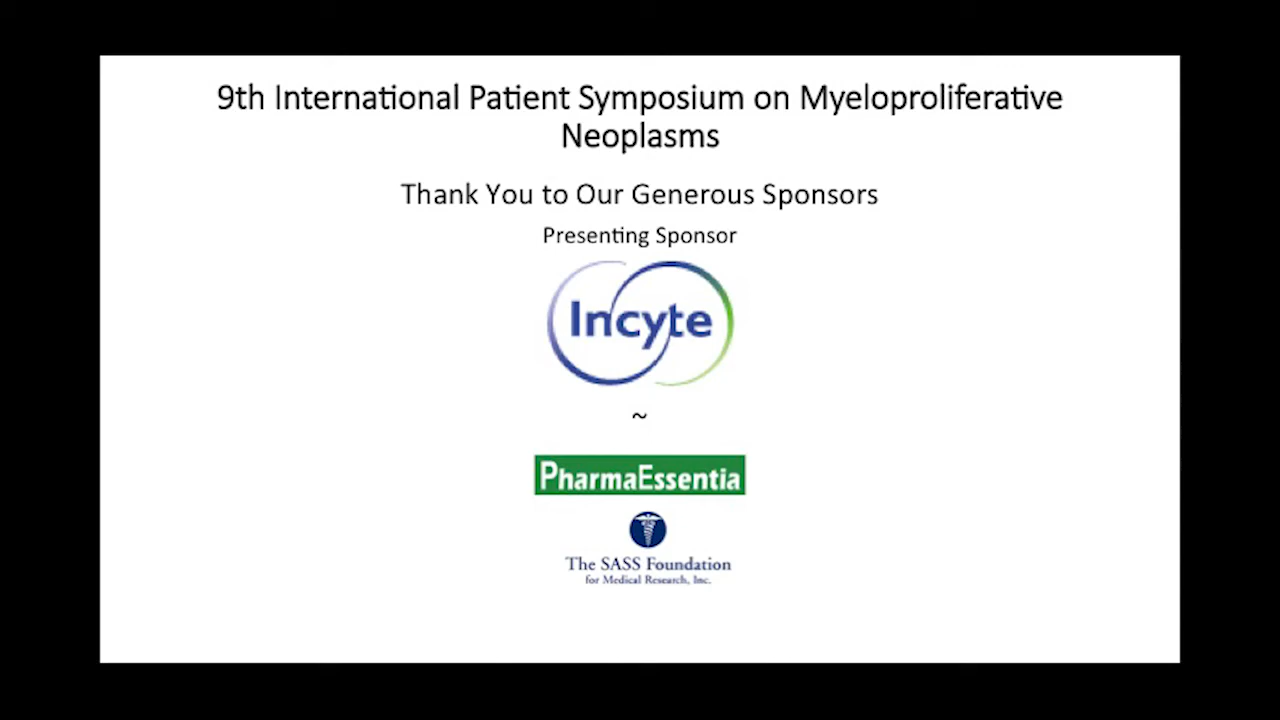 9th International Patient Symposium on Myeloproliferative
Neoplasms
Thank You to Our Generous Sponsors
Presenting Sponsor
Incyte
~
PharmaEssentia
The SASS Foundation
for Medical Research, Inc.